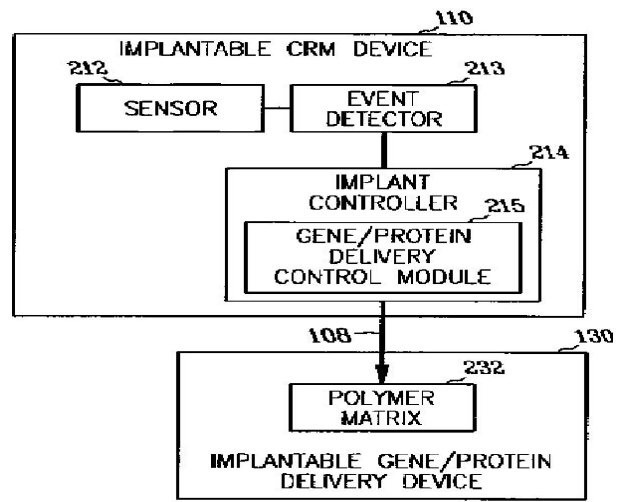 110
IMPLANTABLE CRM DEVICE
212
213
SENSOR
EVENT
DETECTOR
214
IMPLANT
CONTROLLER
215
GENE/PROTEIN
DELIVERY
CONTROL MODULE
108
130
232
POLYMER
MATRIX
IMPLANTABLE GENE/PROTEIN
DELIVERY DEVICE